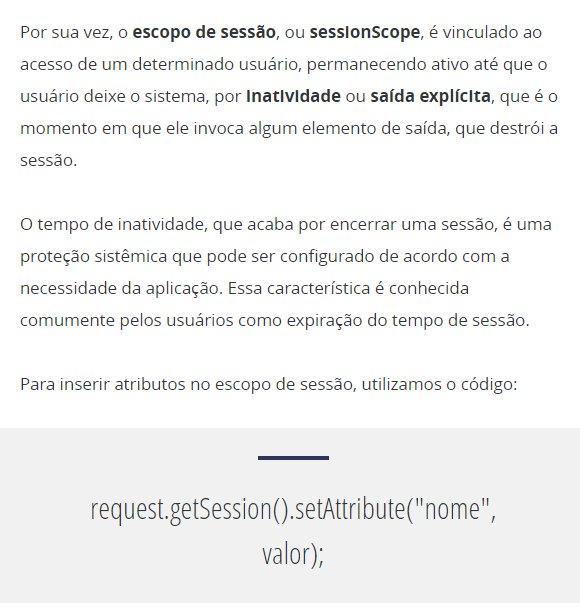 Por sua vez, o escopo de sessão, ou sessionScope, é vinculado ao
acesso de um determinado usuário, permanecendo ativo até que o
usuário deixe o sistema, por inatividade ou saída explícita, que é o
momento em que ele invoca algum elemento de saída, que destrói a
sessão.
O tempo de inatividade, que acaba por encerrar uma sessão, é uma
proteção sistêmica que pode ser configurado de acordo com a
necessidade da aplicação. Essa característica é conhecida
comumente pelos usuários como expiração do tempo de sessão.
Para inserir atributos no escopo de sessão, utilizamos o código:
request.getSession().setAttribute("nome",
valor);